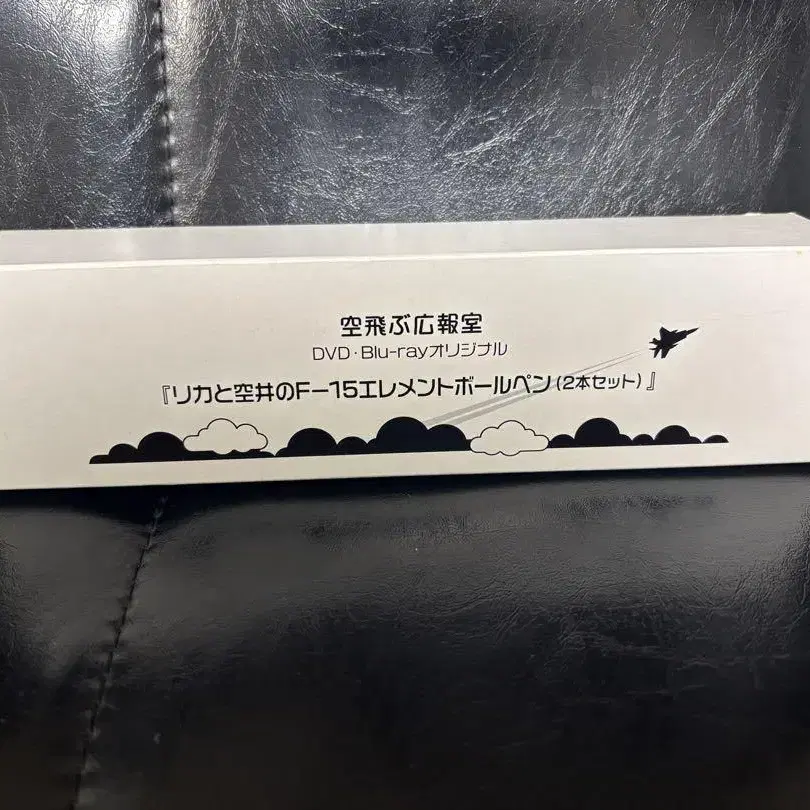 空飛ぶ広報室
DVD・Blu-rayオリジナル
『リカと空井のF-15エレメントボールペン(2本セット)』